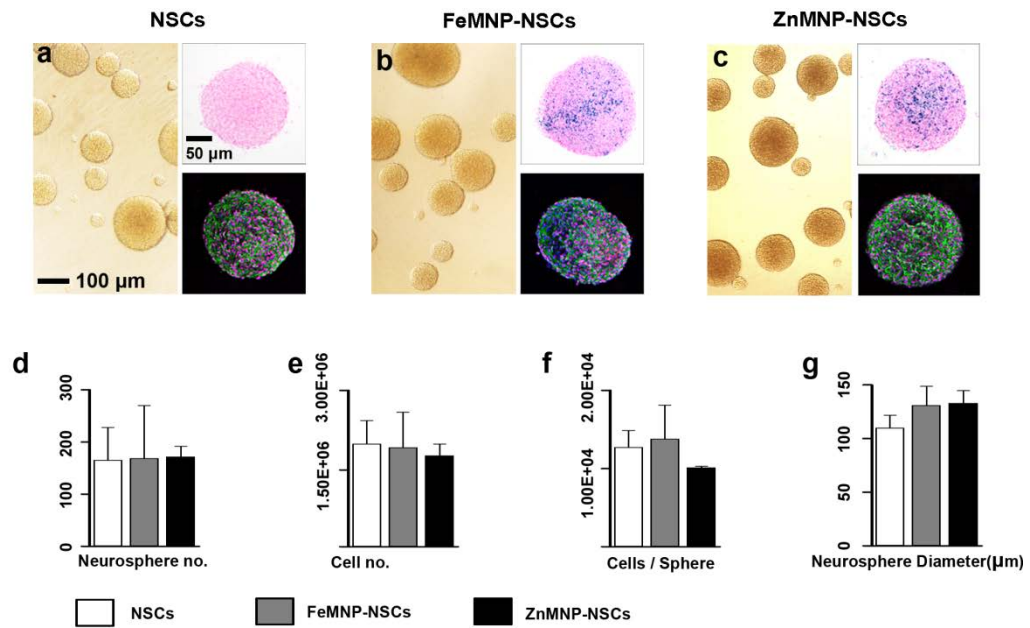 NSCs FeMNP-NSCs ZnMNP-NSCs
a b c
50 µm
100 µm
d e f g
300
200
100
0
Neurosphere no.
3.00E+06
1.50E+06
Cell no.
2.00E+04
1.00E+04
Cells / Sphere
150
100
50
0
Neurosphere Diameter(µm)
NSCs FeMNP-NSCs ZnMNP-NSCs